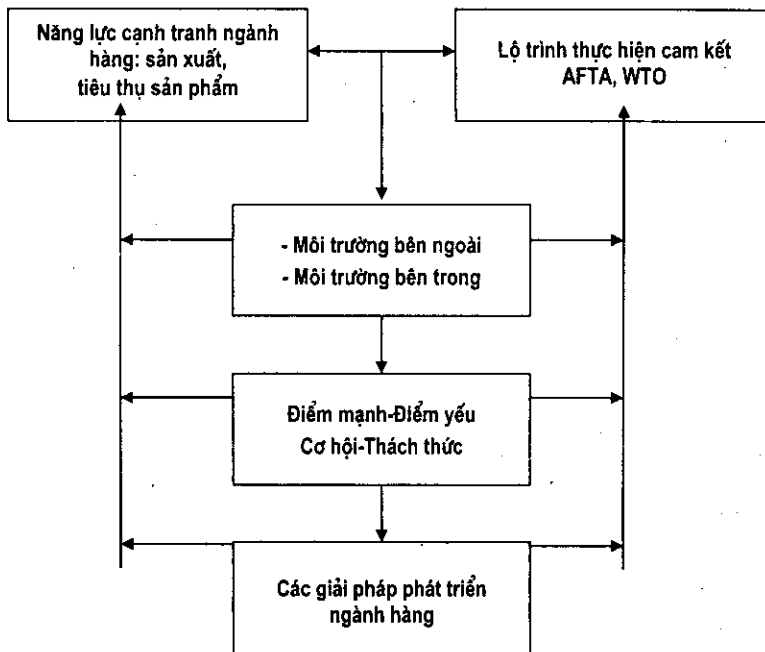 Năng lực cạnh tranh ngành
hàng: sản xuất,
tiêu thụ sản phẩm
Lộ trình thực hiện cam kết
AFTA, WTO
- Môi trường bên ngoài
- Môi trường bên trong
Điểm mạnh-Điểm yếu
Cơ hội-Thách thức
Các giải pháp phát triển
ngành hàng